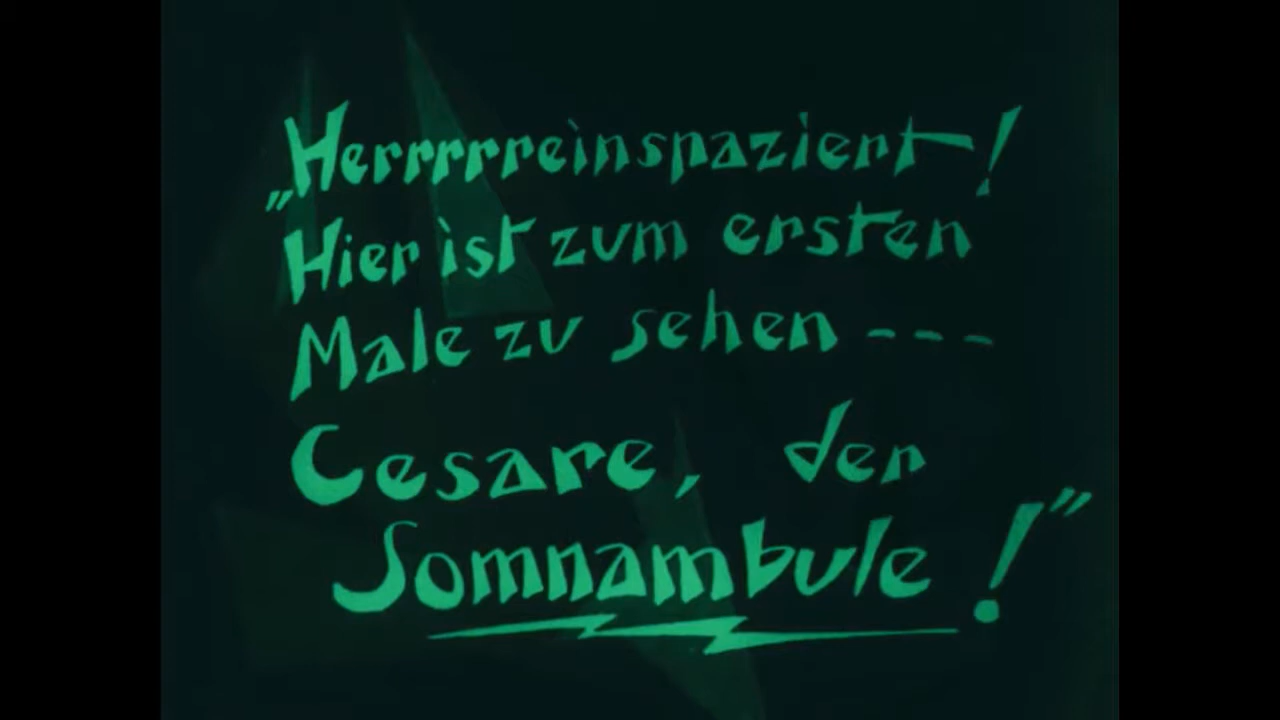 „Herrrrreinspaziert!
Hier ist zum ersten
Male zu sehen ---
Cesare, der
Somnambule!”